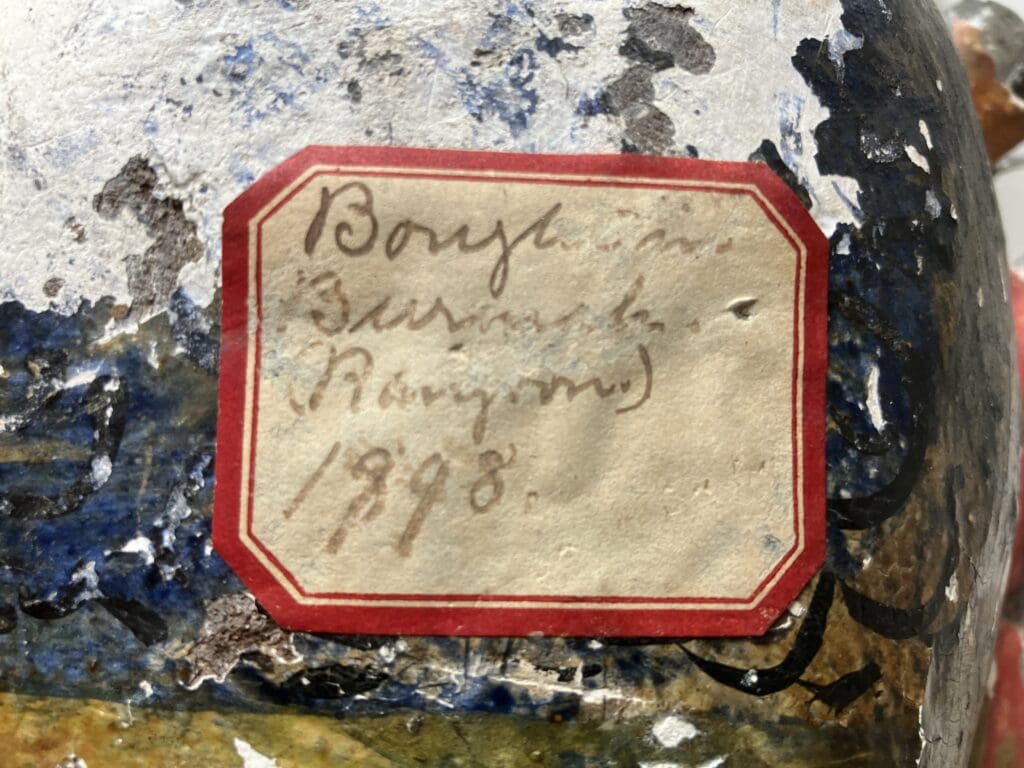 Bought in
Burmah.
(Rangoon)
1898.